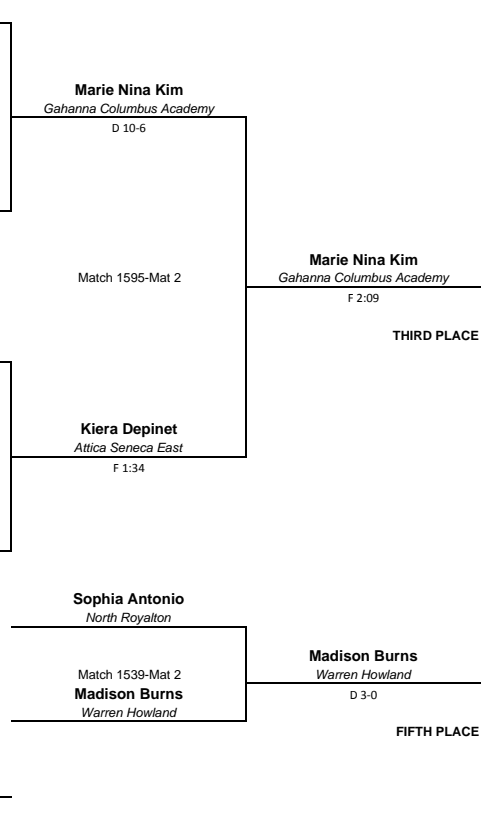 Marie Nina Kim
Gahanna Columbus Academy
D 10-6
Match 1595-Mat 2
Marie Nina Kim
Gahanna Columbus Academy
F 2:09
THIRD PLACE
Kiera Depinet
Attica Seneca East
F 1:34
Sophia Antonio
North Royalton
Match 1539-Mat 2
Madison Burns
Warren Howland
Madison Burns
Warren Howland
D 3-0
FIFTH PLACE